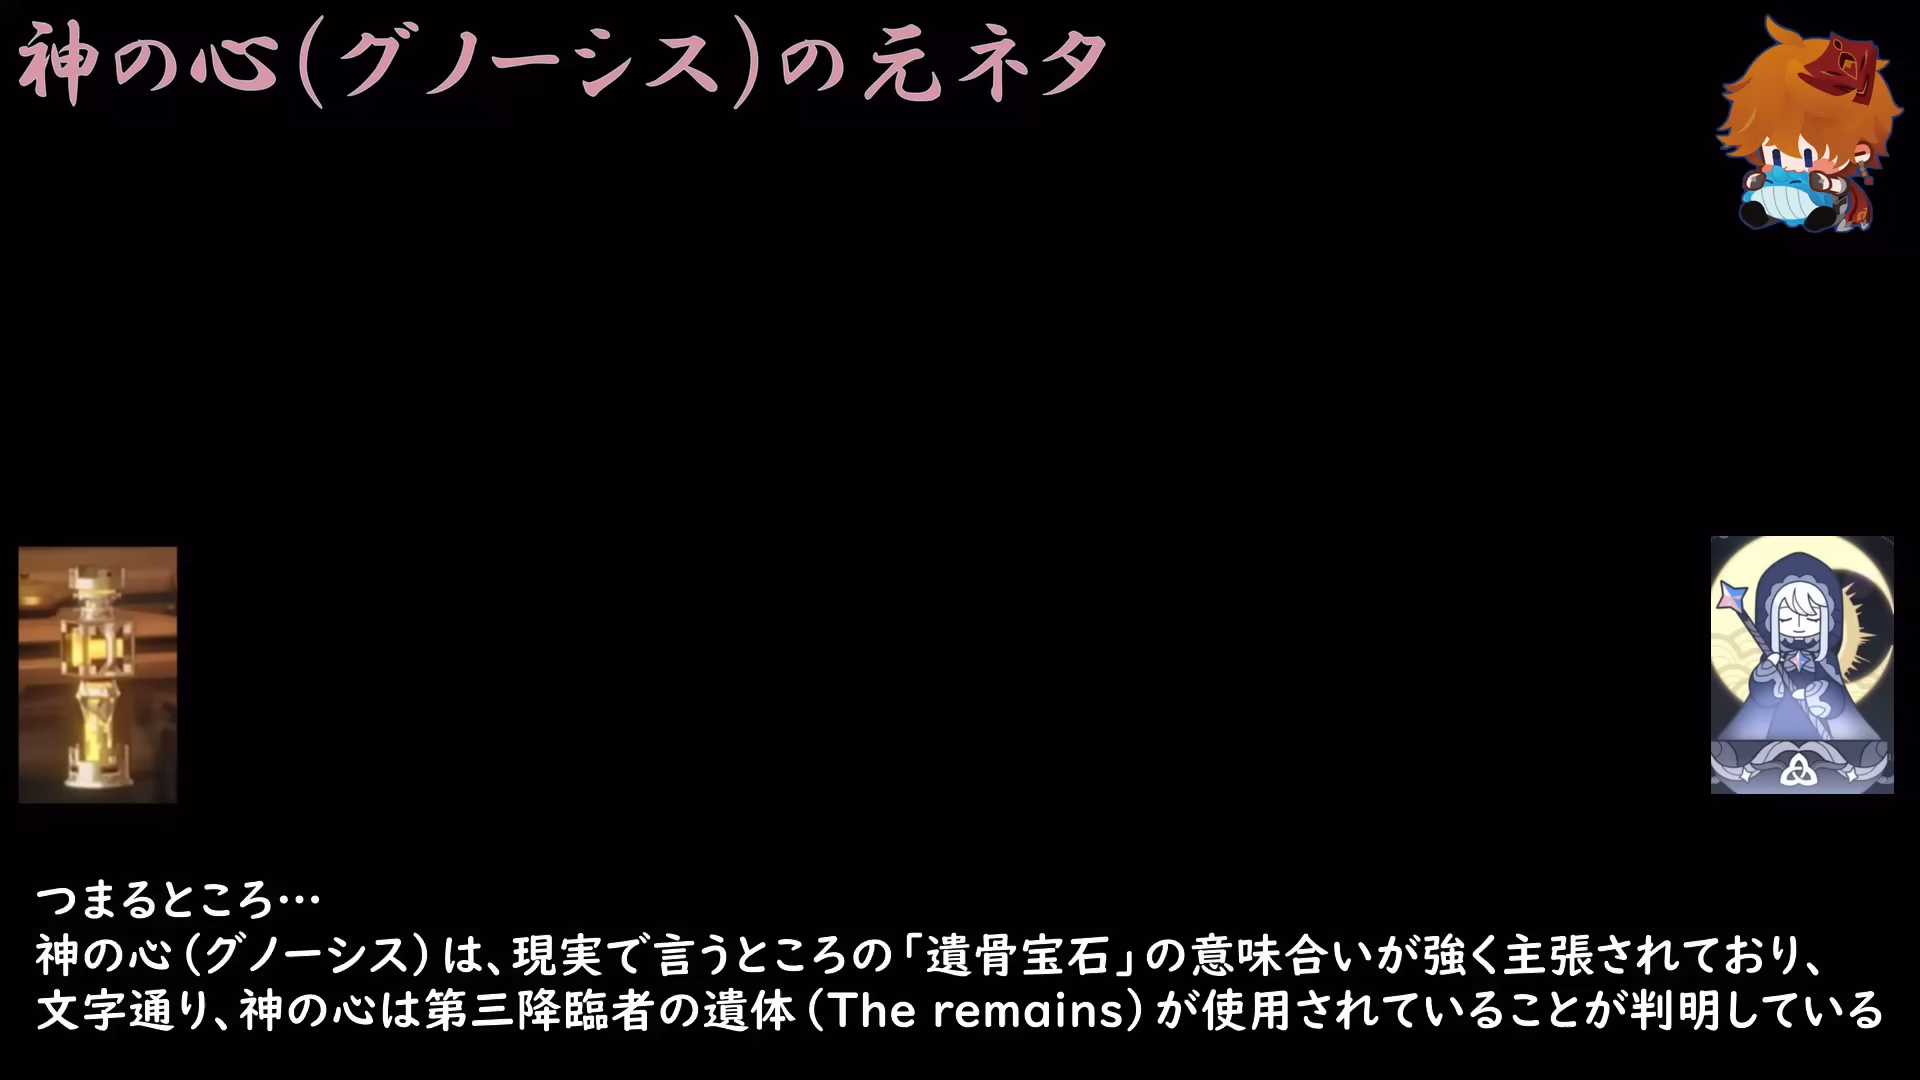 神の心(グノーシス)の元ネタ
つまるところ…
神の心(グノーシス)は、現実で言うところの「遺骨宝石」の意味合いが強く主張されており、
文字通り、神の心は第三降臨者の遺体(The remains)が使用されていることが判明している